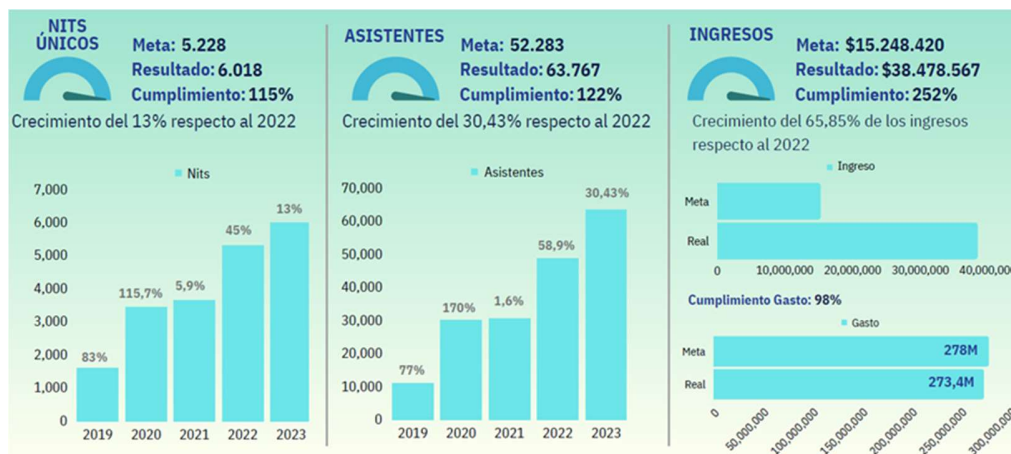 NITS
ÚNICOS
Meta: 5.228
Resultado: 6.018
Cumplimiento: 115%
Crecimiento del 13% respecto al 2022
Nits
7,000
6,000
5,000
4,000
3,000
2,000
1,000
0
83%
115,7%
5,9%
45%
13%
2019 2020 2021 2022 2023
ASISTENTES
Meta: 52.283
Resultado: 63.767
Cumplimiento: 122%
Crecimiento del 30,43% respecto al 2022
Asistentes
70,000
60,000
50,000
40,000
30,000
20,000
10,000
0
77%
170%
1,6%
58,9%
30,43%
2019 2020 2021 2022 2023
INGRESOS
Meta: $15.248.420
Resultado: $38.478.567
Cumplimiento: 252%
Crecimiento del 65,85% de los ingresos
respecto al 2022
Ingreso
Meta
Real
0 10,000,000 20,000,000 30,000,000 40,000,000
Cumplimiento Gasto: 98%
Gasto
Meta 278M
Real 273,4M
0 50,000,000 100,000,000 150,000,000 200,000,000 250,000,000 300,000,000